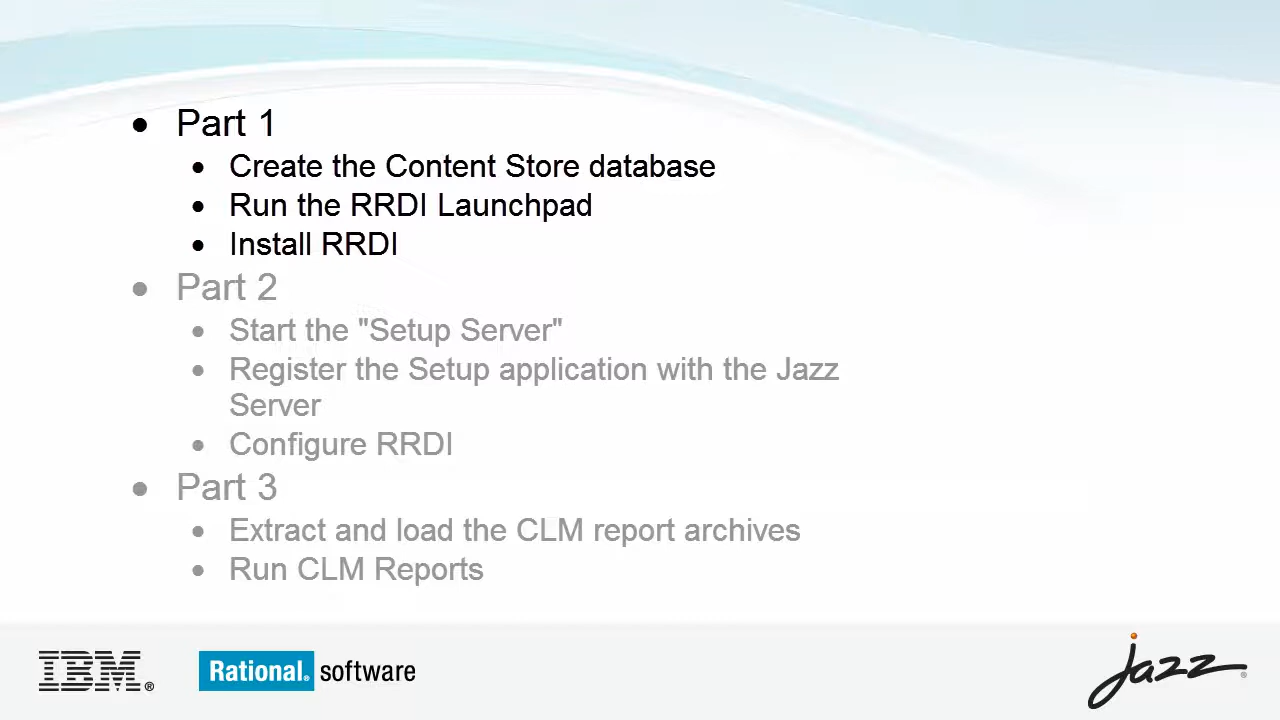 • Part 1
• Create the Content Store database
• Run the RRDI Launchpad
• Install RRDI
• Part 2
• Start the "Setup Server"
• Register the Setup application with the Jazz
Server
• Configure RRDI
• Part 3
• Extract and load the CLM report archives
• Run CLM Reports
IBM® Rational® software jazz®